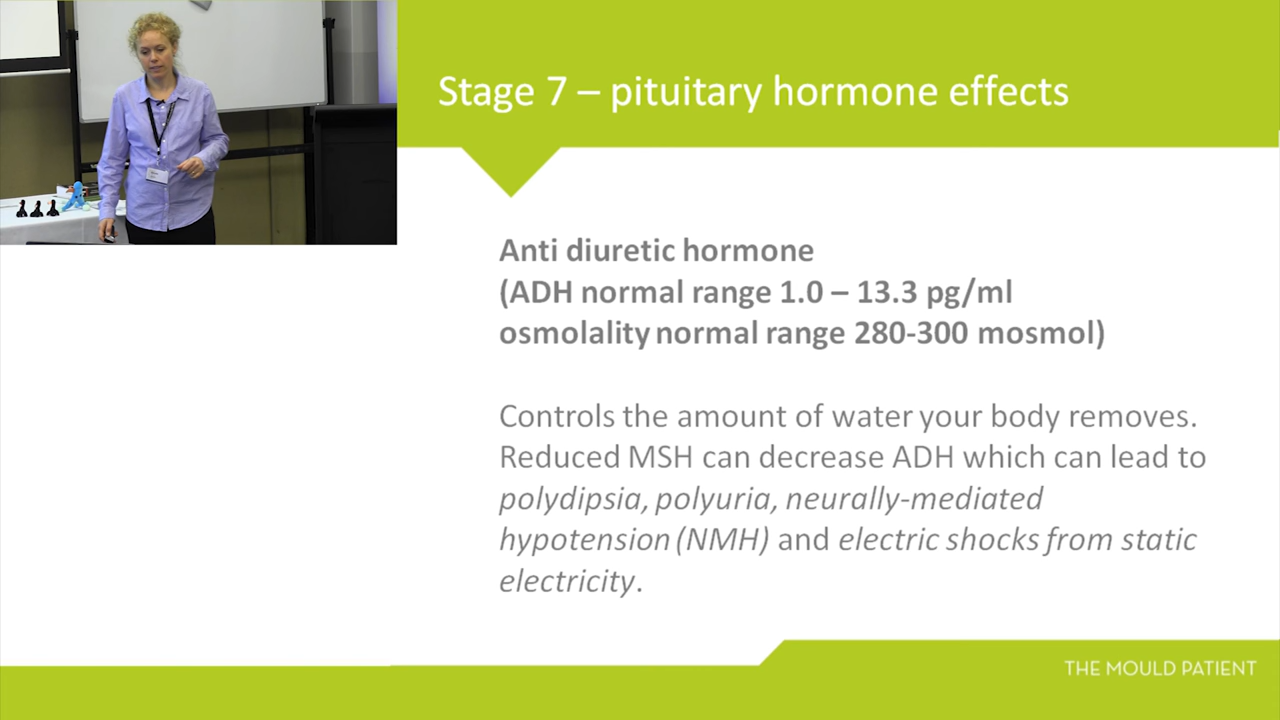 Stage 7 – pituitary hormone effects
Anti diuretic hormone
(ADH normal range 1.0 – 13.3 pg/ml
osmolality normal range 280-300 mosmol)
Controls the amount of water your body removes.
Reduced MSH can decrease ADH which can lead to
polydipsia, polyuria, neurally-mediated
hypotension (NMH) and electric shocks from static
electricity.
THE MOULD PATIENT